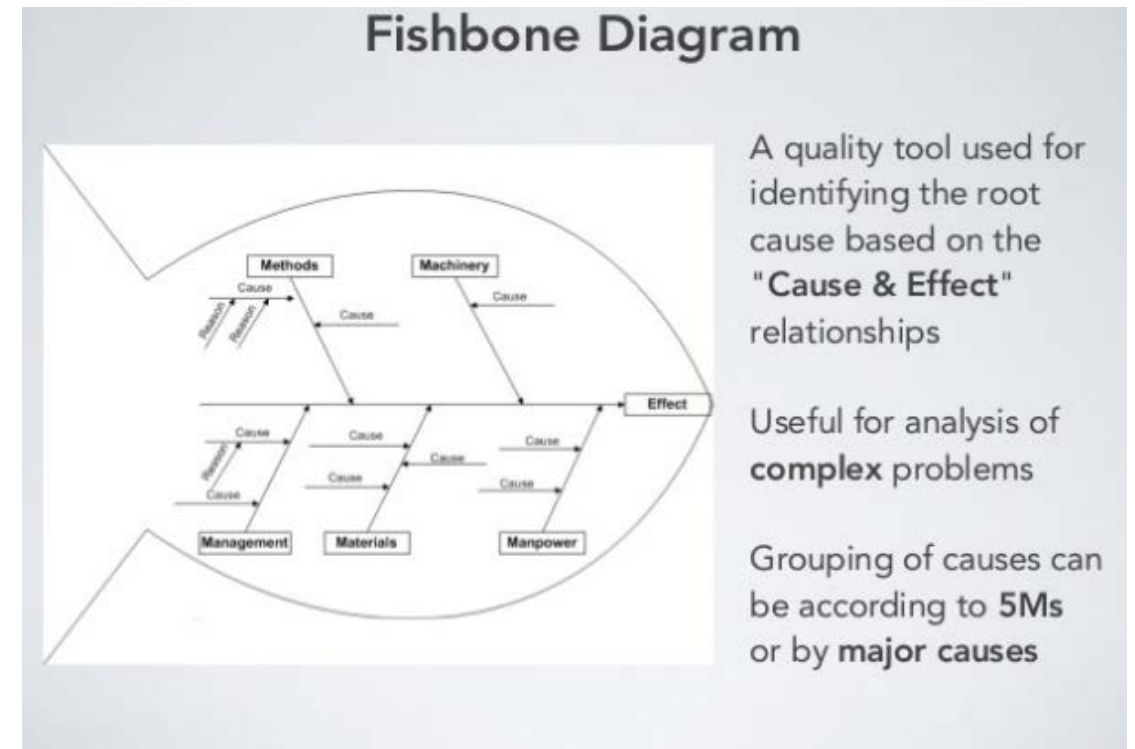 Fishbone Diagram
Methods
Machinery
Cause
Reason
Reason
Cause
Cause
Effect
Cause
Reason
Cause
Cause
Cause
Cause
Cause
Cause
Management
Materials
Manpower
A quality tool used for
identifying the root
cause based on the
"Cause & Effect"
relationships
Useful for analysis of
complex problems
Grouping of causes can
be according to 5Ms
or by major causes